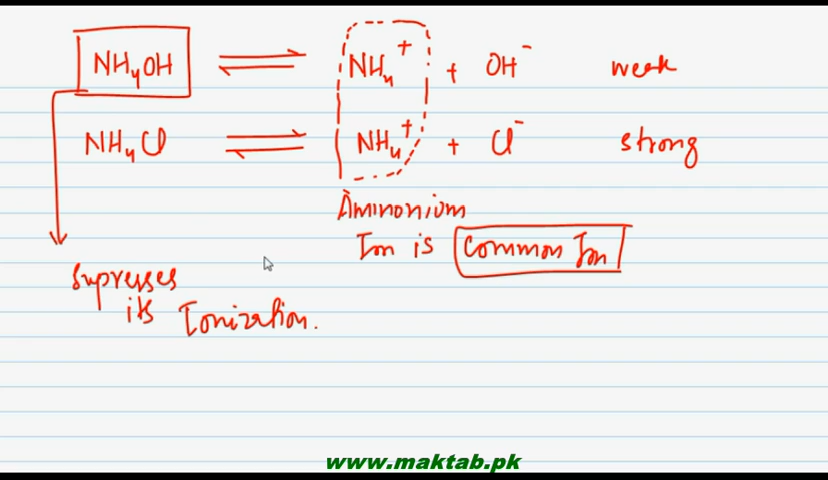 NH₄OH ⇌ NH₄⁺ + OH⁻ weak
NH₄Cl ⇌ NH₄⁺ + Cl⁻ strong
Ammonium
Ion is Common Ion
Supresses
its Ionization.
www.maktab.pk